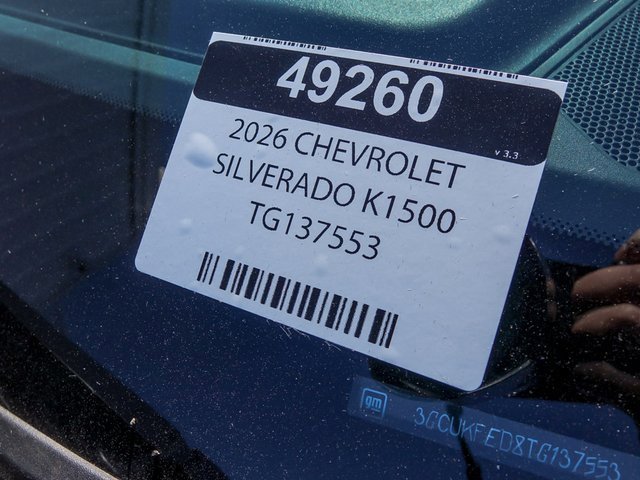 49260
v 3.3
2026 CHEVROLET
SILVERADO K1500
TG137553
gm
3GCUKFED8TG137553